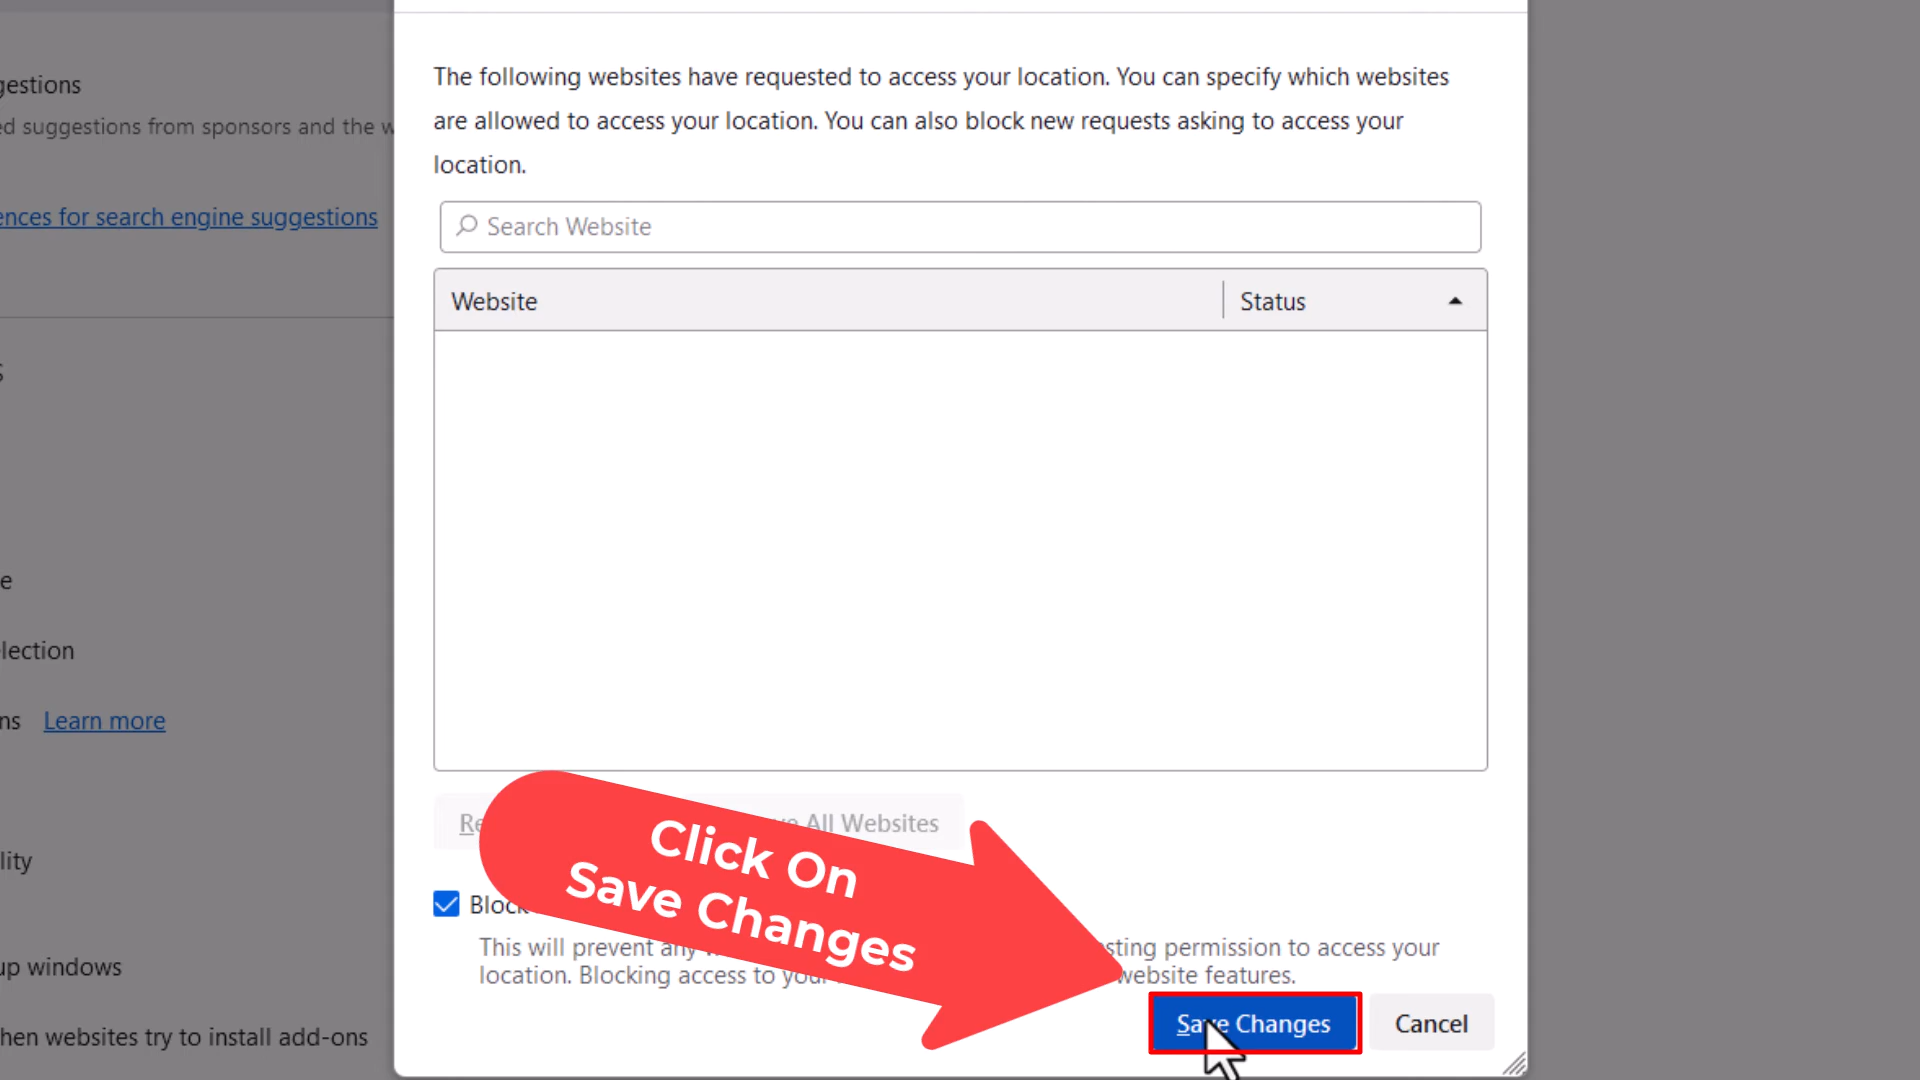 gestions
ed suggestions from sponsors and the w
ences for search engine suggestions
s
e
lection
ns Learn more
lity
up windows
hen websites try to install add-ons
The following websites have requested to access your location. You can specify which websites
are allowed to access your location. You can also block new requests asking to access your
location.
Search Website
Website Status
Re
All Websites
Click On
Save Changes
Block
This will prevent any sting permission to access your
location. Blocking access to your website features.
Save Changes Cancel